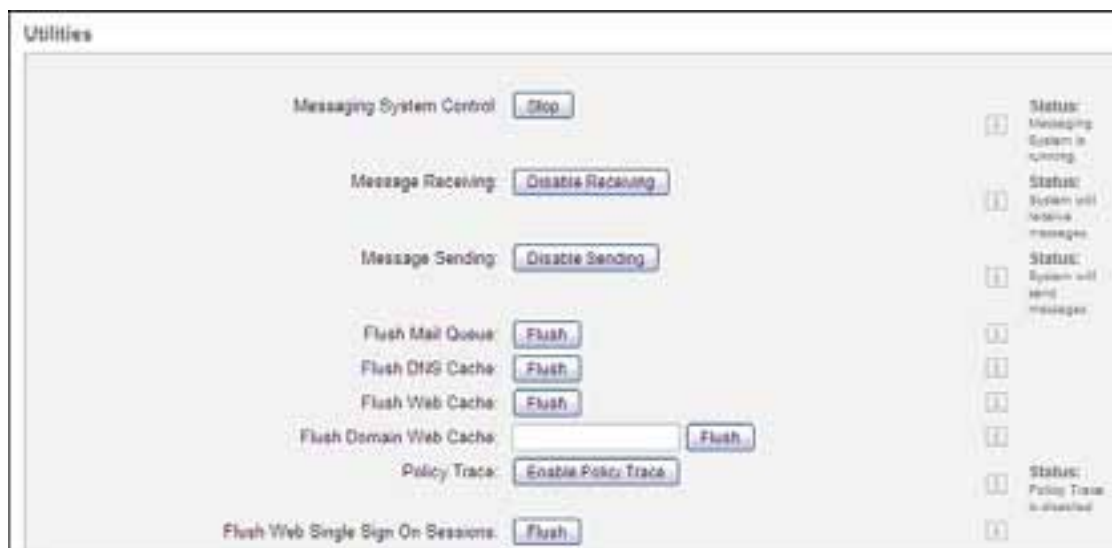 Utilities
Messaging System Control: Stop
Status:
Messaging
System is
running.
Message Receiving: Disable Receiving
Status:
System will
receive
messages.
Message Sending: Disable Sending
Status:
System will
send
messages.
Flush Mail Queue: Flush
Flush DNS Cache: Flush
Flush Web Cache: Flush
Flush Domain Web Cache: Flush
Policy Trace: Enable Policy Trace
Status:
Policy Trace
is disabled.
Flush Web Single Sign On Sessions: Flush